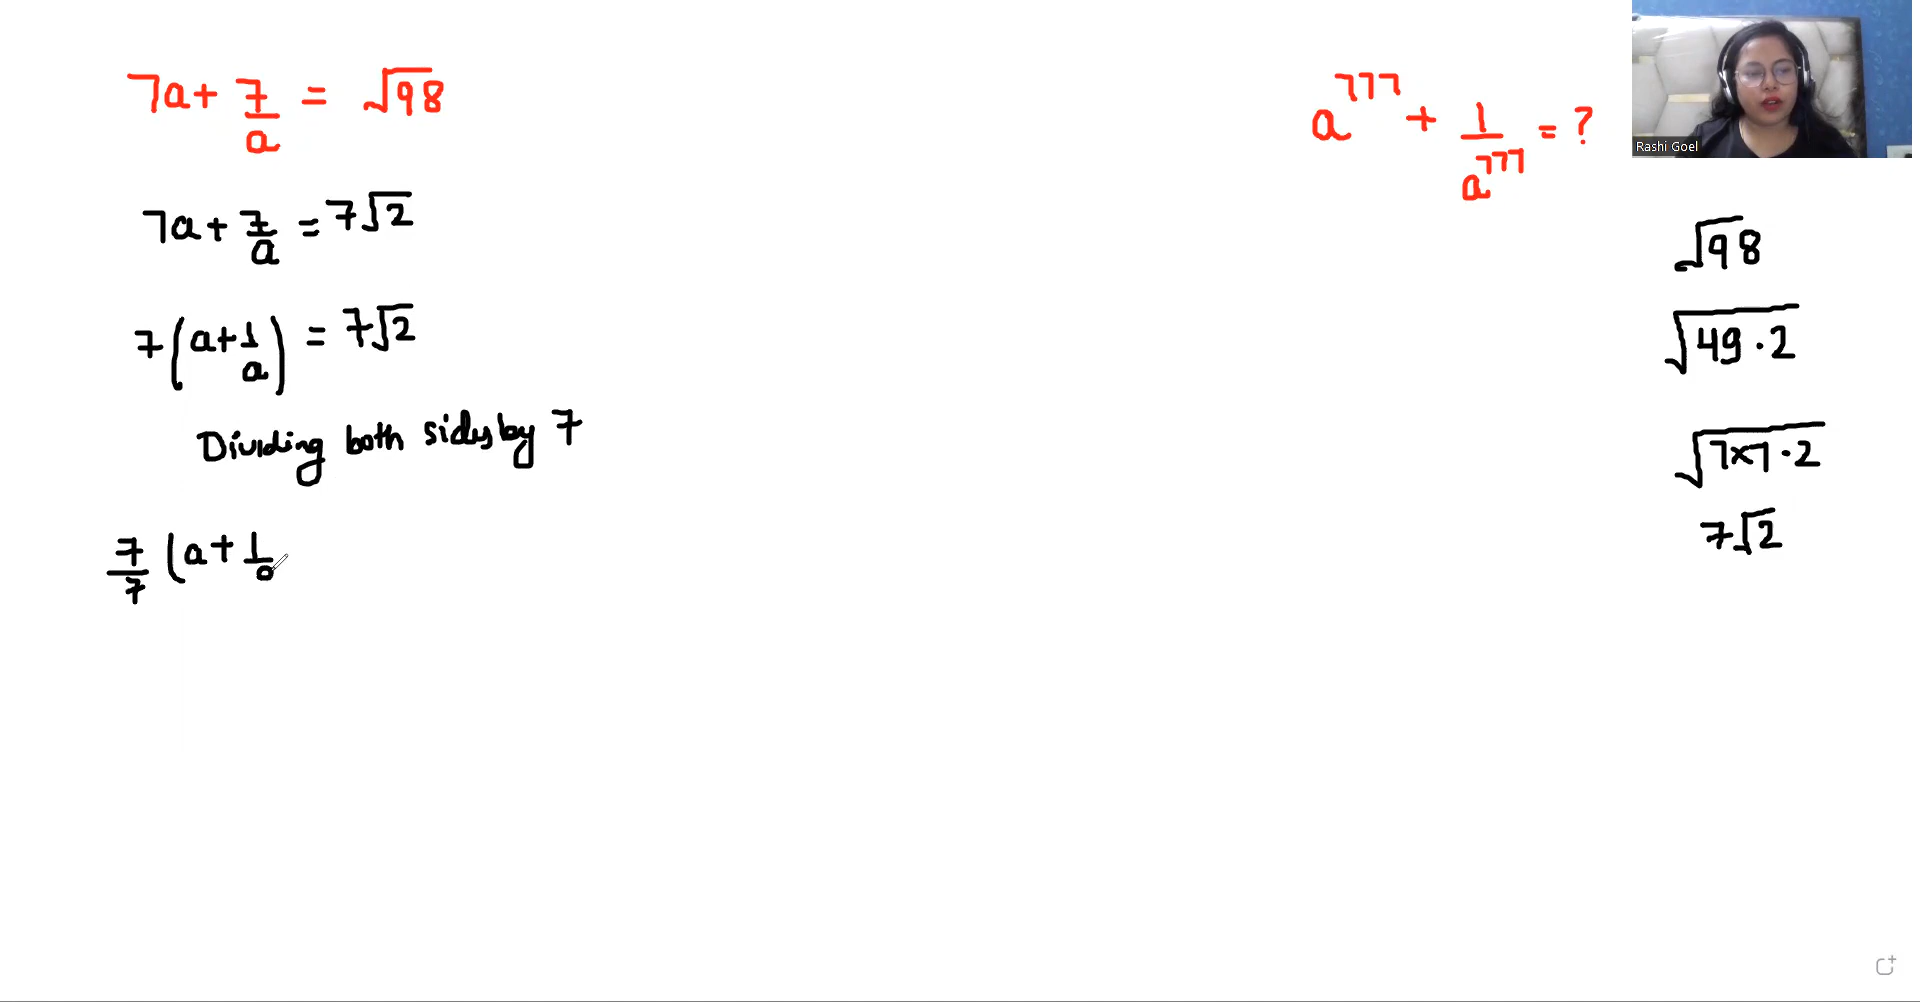 7a + 7/a = √98
a^777 + 1/a^777 = ?
Rashi Goel
7a + 7/a = 7√2
7(a + 1/a) = 7√2
Dividing both sides by 7
7/7 (a + 1/a
√98
√49·2
√7×7·2
7√2